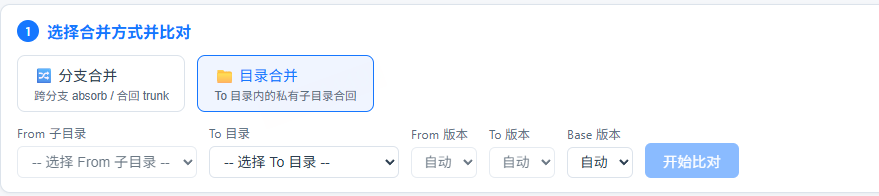 1 选择合并方式并比对
分支合并
跨分支 absorb / 合回 trunk
目录合并
To 目录内的私有子目录合回
From 子目录
-- 选择 From 子目录 --
To 目录
-- 选择 To 目录 --
From 版本
自动
To 版本
自动
Base 版本
自动
开始比对